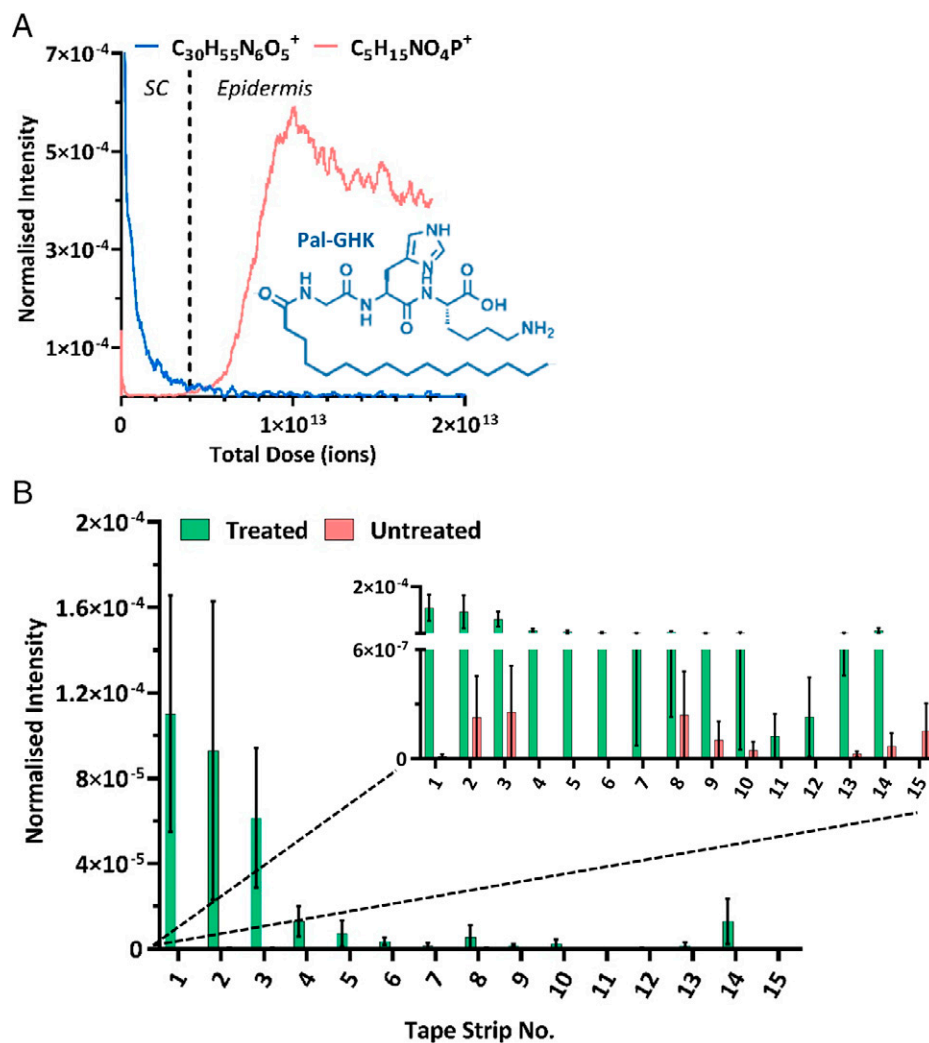 A
7×10⁻⁴
5×10⁻⁴
3×10⁻⁴
1×10⁻⁴
Normalised Intensity
C₃₀H₅₅N₆O₅⁺ C₅H₁₅NO₄P⁺
SC Epidermis
Pal-GHK
NH
N
O
H
N
O
N
H
O
H
N
O
OH
NH₂
0 1×10¹³ 2×10¹³
Total Dose (ions)
B
2×10⁻⁴
1.6×10⁻⁴
1.2×10⁻⁴
8×10⁻⁵
4×10⁻⁵
0
Normalised Intensity
Treated Untreated
2×10⁻⁴
6×10⁻⁷
0
1 2 3 4 5 6 7 8 9 10 11 12 13 14 15
1 2 3 4 5 6 7 8 9 10 11 12 13 14 15
Tape Strip No.